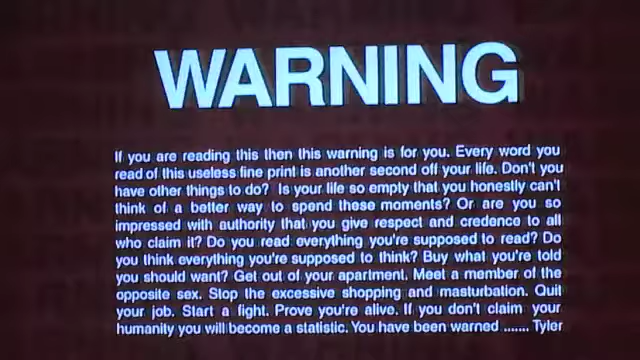 WARNING
If you are reading this then this warning is for you. Every word you
read of this useless fine print is another second off your life. Don't you
have other things to do? Is your life so empty that you honestly can't
think of a better way to spend these moments? Or are you so
impressed with authority that you give respect and credence to all
who claim it? Do you read everything you're supposed to read? Do
you think everything you're supposed to think? Buy what you're told
you should want? Get out of your apartment. Meet a member of the
opposite sex. Stop the excessive shopping and masturbation. Quit
your job. Start a fight. Prove you're alive. If you don't claim your
humanity you will become a statistic. You have been warned ....... Tyler